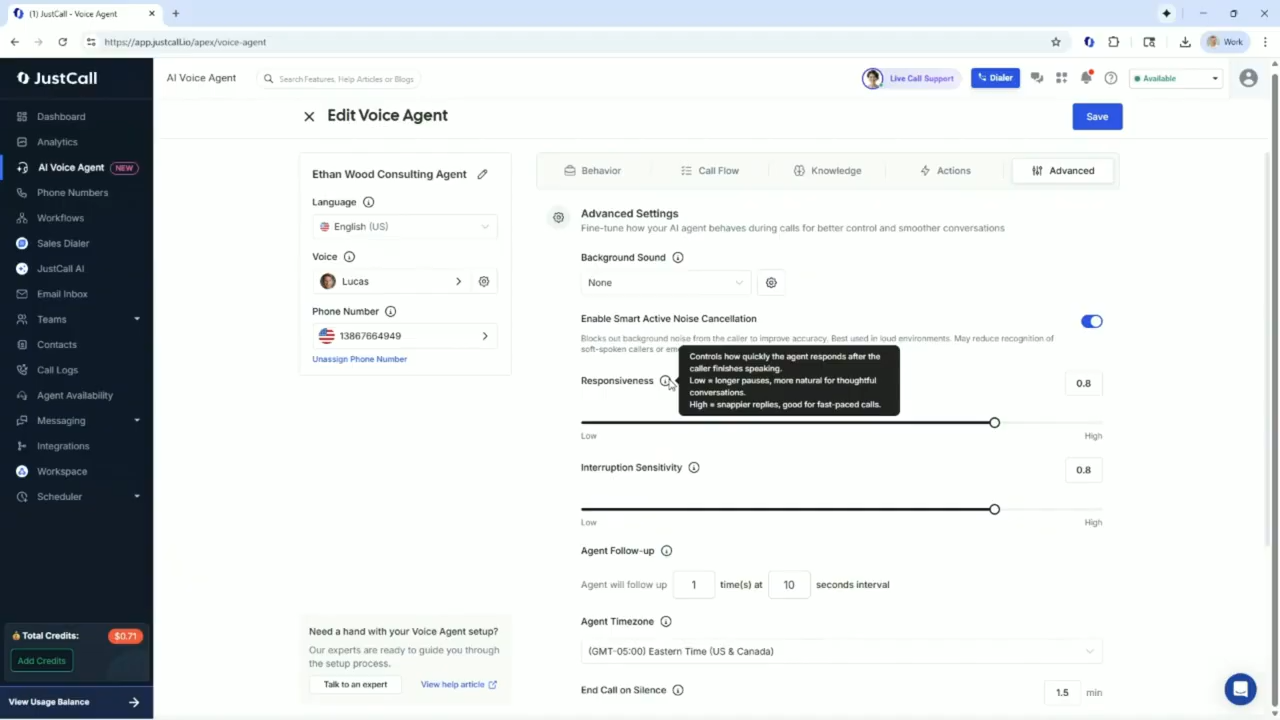 (1) JustCall - Voice Agent
https://app.justcall.io/apex/voice-agent
Work
JustCall
AI Voice Agent
Search Features, Help Articles or Blogs
Live Call Support
Dialer
Available
Dashboard
Analytics
AI Voice Agent NEW
Phone Numbers
Workflows
Sales Dialer
JustCall AI
Email Inbox
Teams
Contacts
Call Logs
Agent Availability
Messaging
Integrations
Workspace
Scheduler
Total Credits: $0.71
Add Credits
View Usage Balance
Edit Voice Agent
Save
Ethan Wood Consulting Agent
Language
English (US)
Voice
Lucas
Phone Number
13867664949
Unassign Phone Number
Need a hand with your Voice Agent setup?
Our experts are ready to guide you through
the setup process.
Talk to an expert
View help article
Behavior
Call Flow
Knowledge
Actions
Advanced
Advanced Settings
Fine-tune how your AI agent behaves during calls for better control and smoother conversations
Background Sound
None
Enable Smart Active Noise Cancellation
Blocks out background noise from the caller to improve accuracy. Best used in loud environments. May reduce recognition of
soft-spoken callers or
Controls how quickly the agent responds after the
caller finishes speaking.
Low = longer pauses, more natural for thoughtful
conversations.
High = snappier replies, good for fast-paced calls.
Responsiveness
0.8
Low
High
Interruption Sensitivity
0.8
Low
High
Agent Follow-up
Agent will follow up 1 time(s) at 10 seconds interval
Agent Timezone
(GMT-05:00) Eastern Time (US & Canada)
End Call on Silence
1.5 min